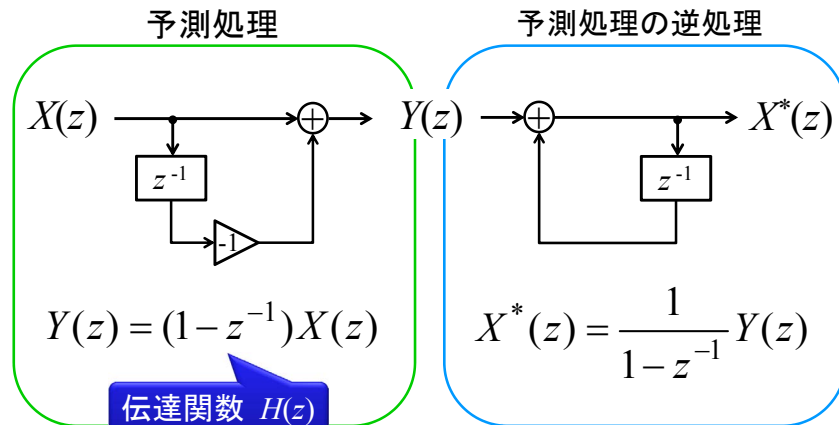 予測処理
X(z)
+
z⁻¹
-1
Y(z) = (1 − z⁻¹)X(z)
伝達関数 H(z)
Y(z)
予測処理の逆処理
+
X*(z)
z⁻¹
X*(z) = 1 / (1 − z⁻¹) Y(z)